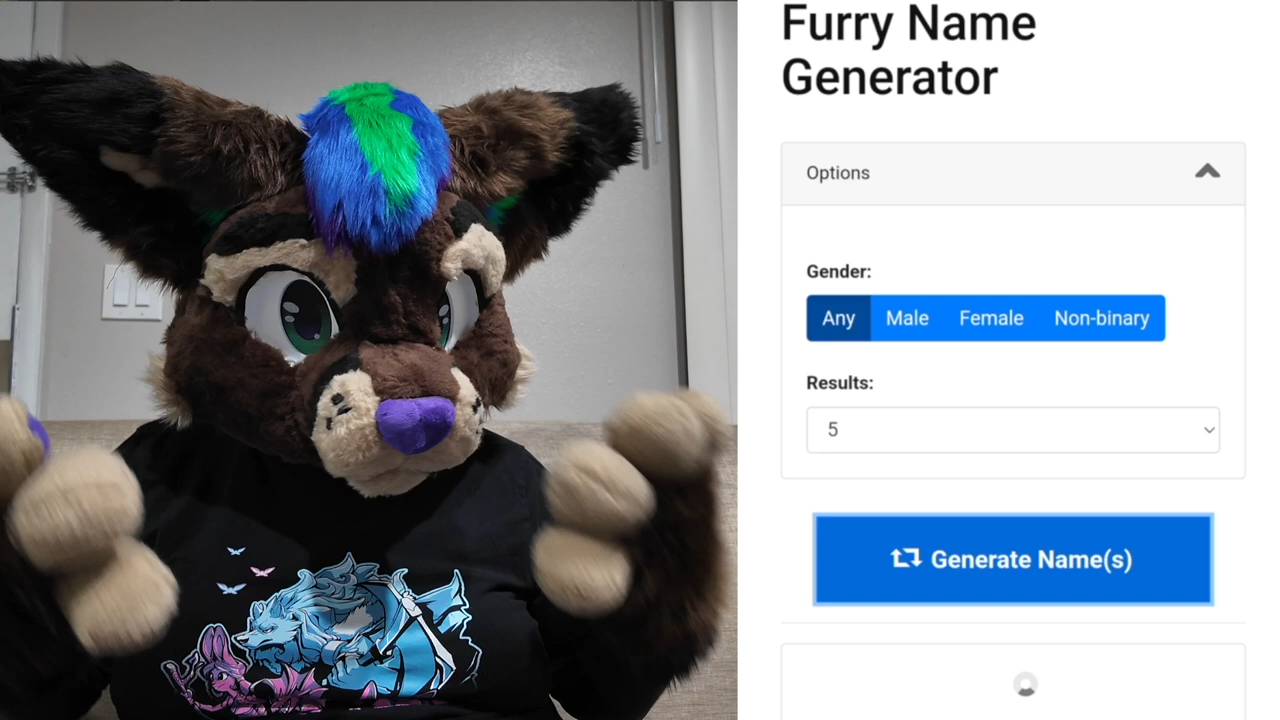 Furry Name
Generator
Options
Gender:
Any Male Female Non-binary
Results:
5
Generate Name(s)